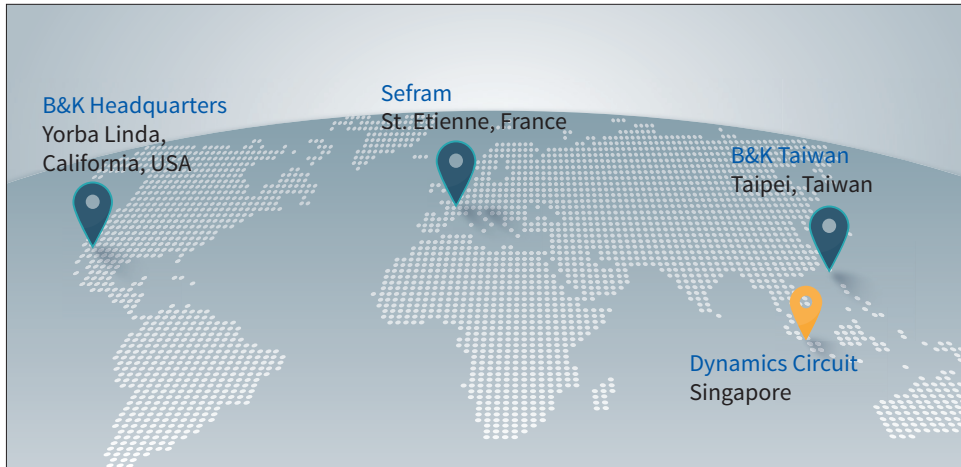 B&K Headquarters
Yorba Linda,
California, USA
Sefram
St. Etienne, France
B&K Taiwan
Taipei, Taiwan
Dynamics Circuit
Singapore